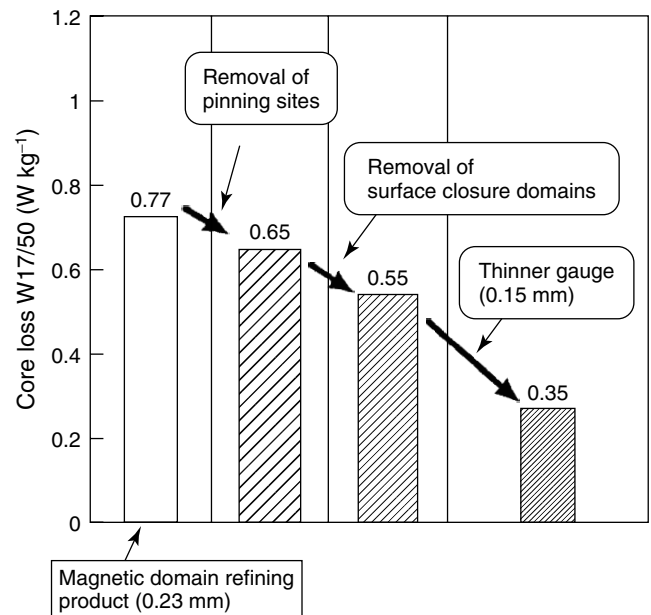 1.2
1
0.8
0.6
0.4
0.2
0
Core loss W17/50 (W kg⁻¹)
Removal of
pinning sites
Removal of
surface closure domains
Thinner gauge
(0.15 mm)
0.77
0.65
0.55
0.35
Magnetic domain refining
product (0.23 mm)